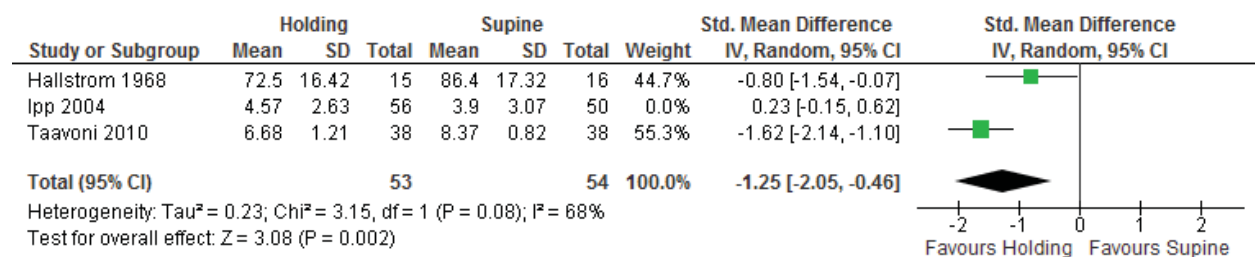 Holding Supine Std. Mean Difference Std. Mean Difference
Study or Subgroup Mean SD Total Mean SD Total Weight IV, Random, 95% CI IV, Random, 95% CI
Hallstrom 1968 72.5 16.42 15 86.4 17.32 16 44.7% -0.80 [-1.54, -0.07]
Ipp 2004 4.57 2.63 56 3.9 3.07 50 0.0% 0.23 [-0.15, 0.62]
Taavoni 2010 6.68 1.21 38 8.37 0.82 38 55.3% -1.62 [-2.14, -1.10]
Total (95% CI) 53 54 100.0% -1.25 [-2.05, -0.46]
Heterogeneity: Tau² = 0.23; Chi² = 3.15, df = 1 (P = 0.08); I² = 68%
Test for overall effect: Z = 3.08 (P = 0.002)
-2 -1 0 1 2
Favours Holding Favours Supine